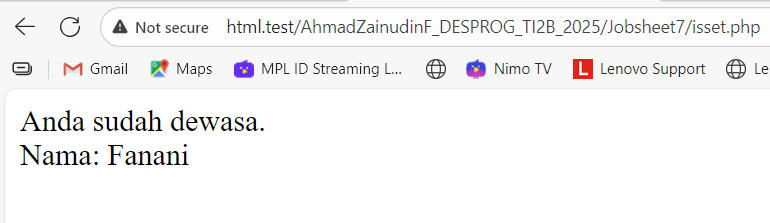 Not secure html.test/AhmadZainudinF_DESPROG_TI2B_2025/Jobsheet7/isset.php
Gmail Maps MPL ID Streaming L... Nimo TV Lenovo Support Le
Anda sudah dewasa.
Nama: Fanani